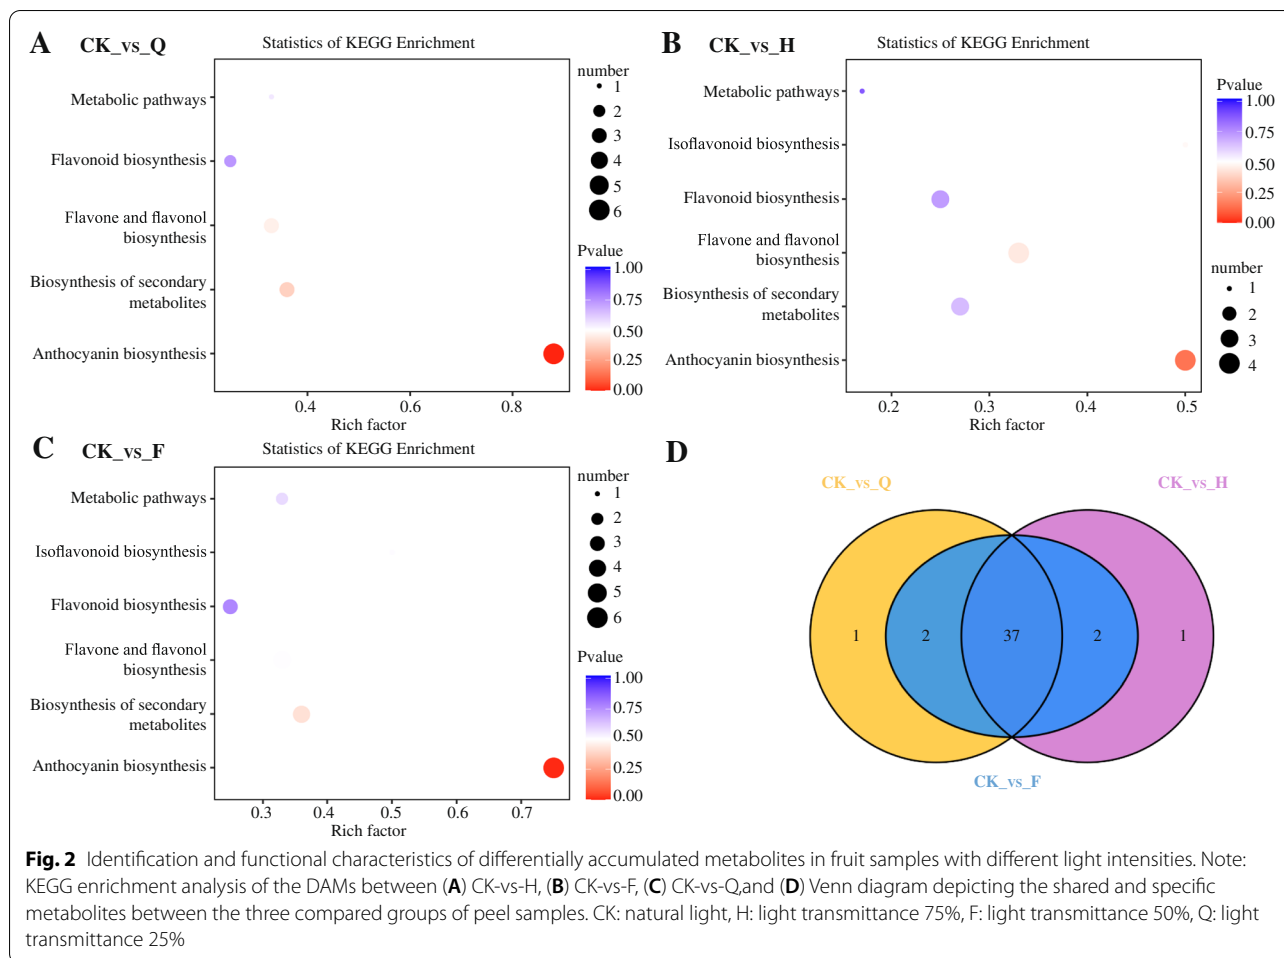 A CK_vs_Q Statistics of KEGG Enrichment
Metabolic pathways
Flavonoid biosynthesis
Flavone and flavonol
biosynthesis
Biosynthesis of secondary
metabolites
Anthocyanin biosynthesis
0.4 0.6 0.8
Rich factor
number
1
2
3
4
5
6
Pvalue
1.00
0.75
0.50
0.25
0.00
B CK_vs_H Statistics of KEGG Enrichment
Metabolic pathways
Isoflavonoid biosynthesis
Flavonoid biosynthesis
Flavone and flavonol
biosynthesis
Biosynthesis of secondary
metabolites
Anthocyanin biosynthesis
0.2 0.3 0.4 0.5
Rich factor
Pvalue
1.00
0.75
0.50
0.25
0.00
number
1
2
3
4
C CK_vs_F Statistics of KEGG Enrichment
Metabolic pathways
Isoflavonoid biosynthesis
Flavonoid biosynthesis
Flavone and flavonol
biosynthesis
Biosynthesis of secondary
metabolites
Anthocyanin biosynthesis
0.3 0.4 0.5 0.6 0.7
Rich factor
number
1
2
3
4
5
6
Pvalue
1.00
0.75
0.50
0.25
0.00
D
CK_vs_Q CK_vs_H
1 2 37 2 1
CK_vs_F
Fig. 2 Identification and functional characteristics of differentially accumulated metabolites in fruit samples with different light intensities. Note:
KEGG enrichment analysis of the DAMs between (A) CK-vs-H, (B) CK-vs-F, (C) CK-vs-Q,and (D) Venn diagram depicting the shared and specific
metabolites between the three compared groups of peel samples. CK: natural light, H: light transmittance 75%, F: light transmittance 50%, Q: light
transmittance 25%